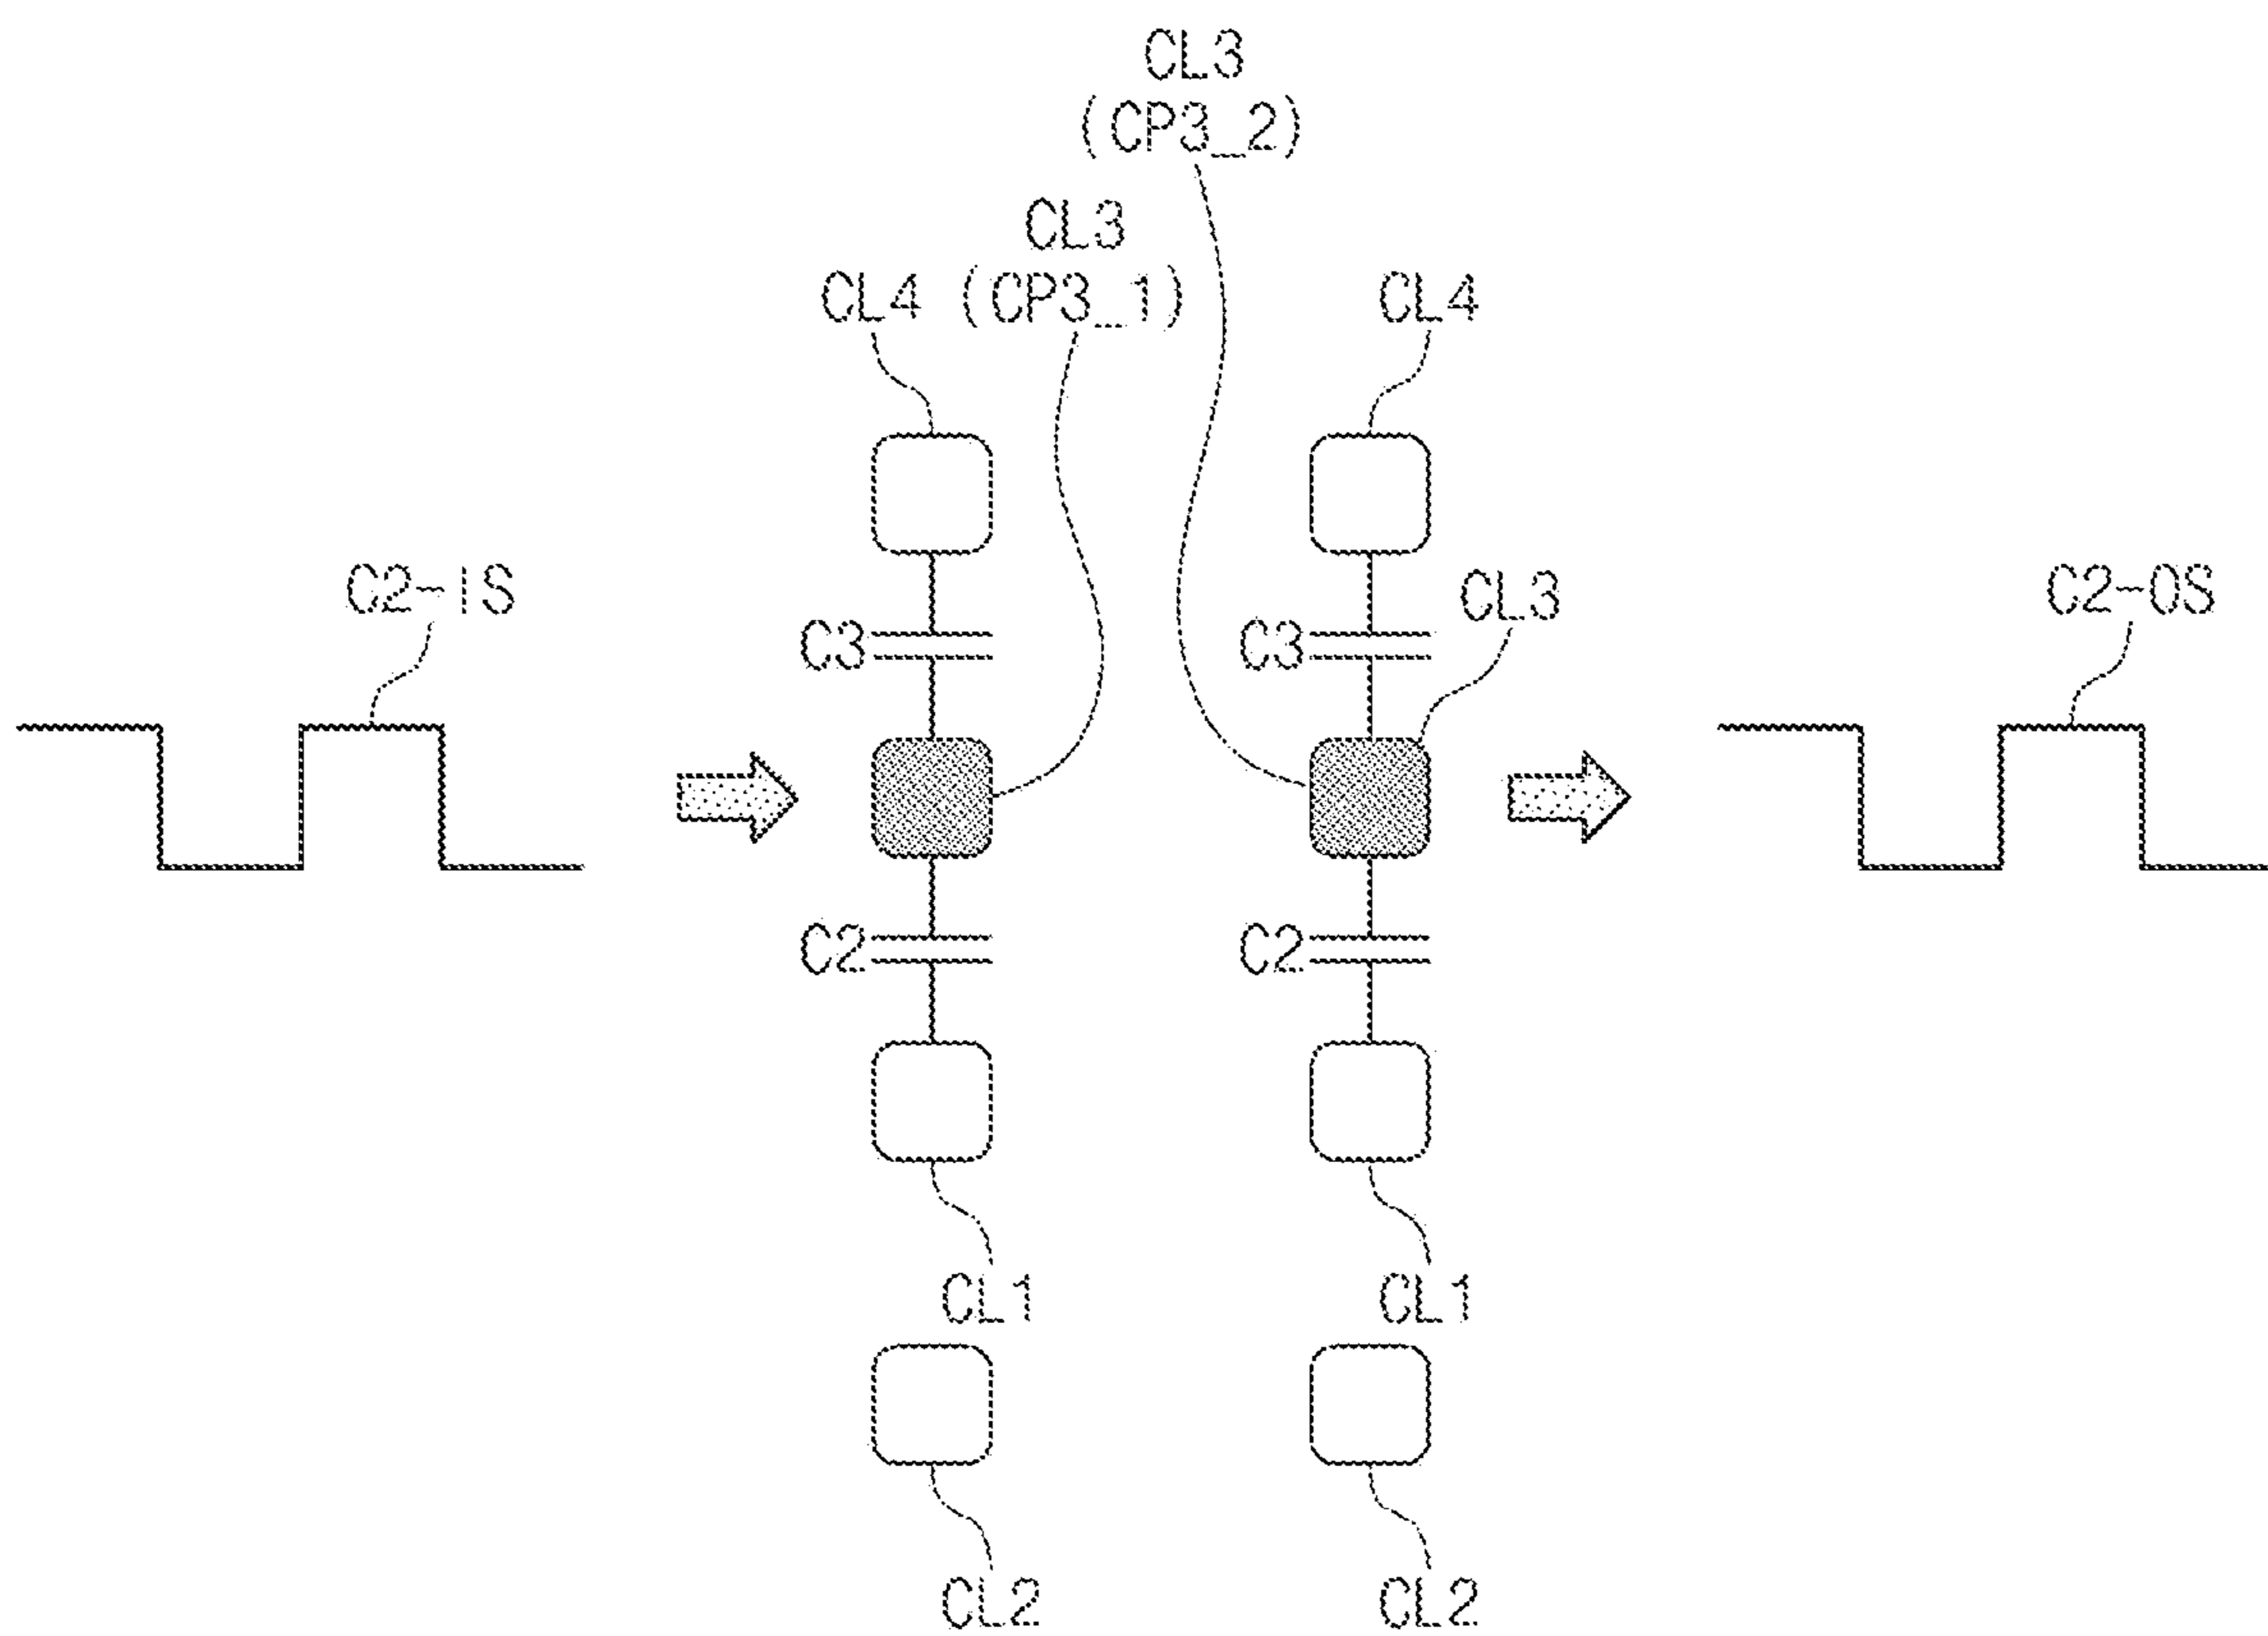 CL3
(CP3_2)
CL3
CL4 (CP3_1)
CL4
C2-IS
C3
C3
CL3
C2-OS
C2
C2
CL1
CL1
CL2
CL2